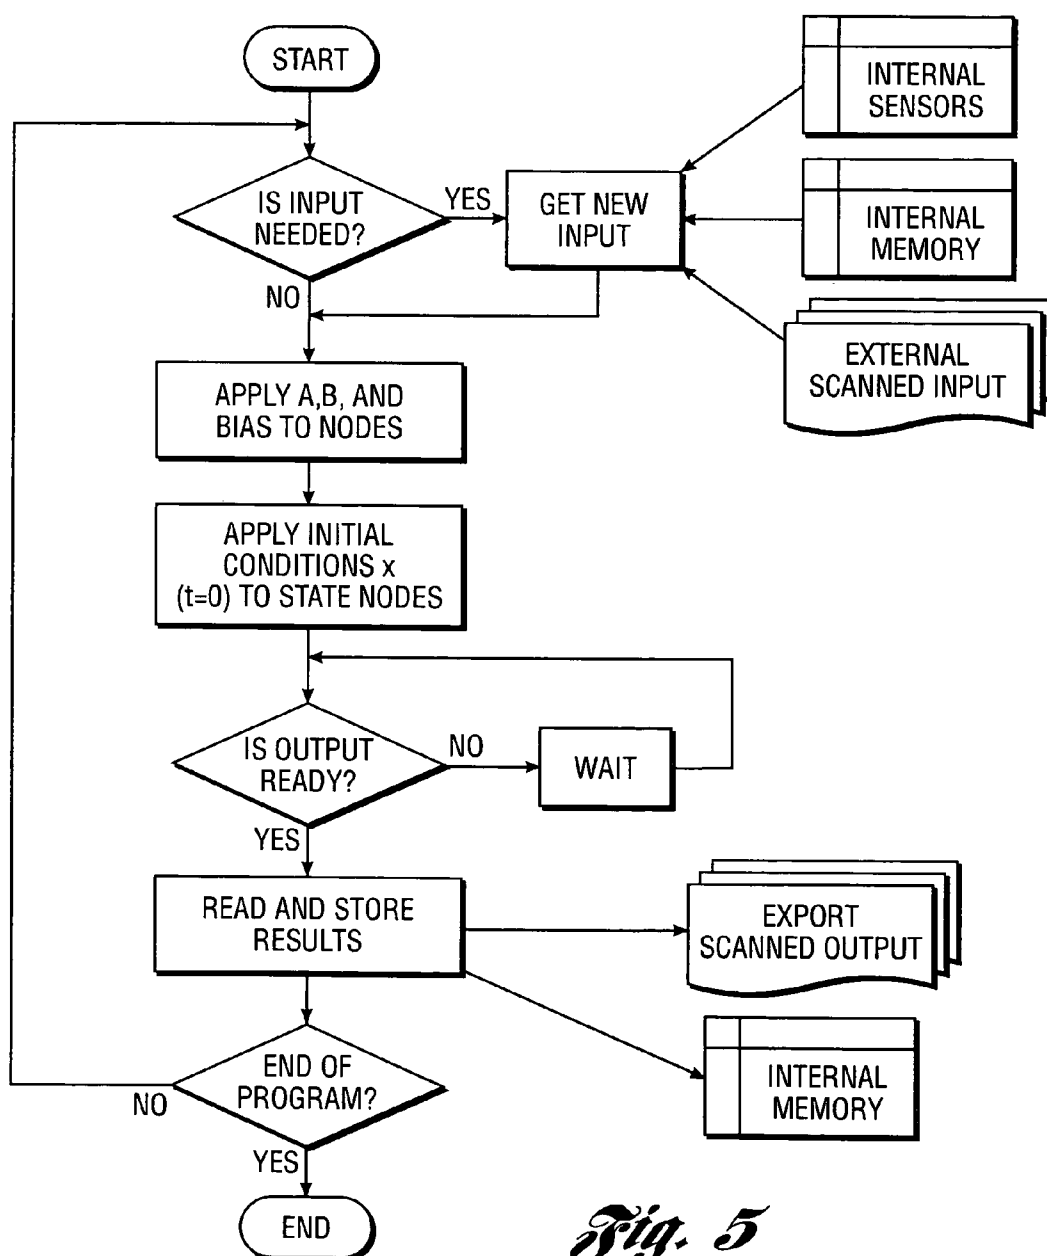 START
INTERNAL
SENSORS
IS INPUT
NEEDED?
YES
GET NEW
INPUT
INTERNAL
MEMORY
NO
EXTERNAL
SCANNED INPUT
APPLY A,B, AND
BIAS TO NODES
APPLY INITIAL
CONDITIONS x
(t=0) TO STATE NODES
IS OUTPUT
READY?
NO
WAIT
YES
READ AND STORE
RESULTS
EXPORT
SCANNED OUTPUT
END OF
PROGRAM?
NO
INTERNAL
MEMORY
YES
END
Fig. 5